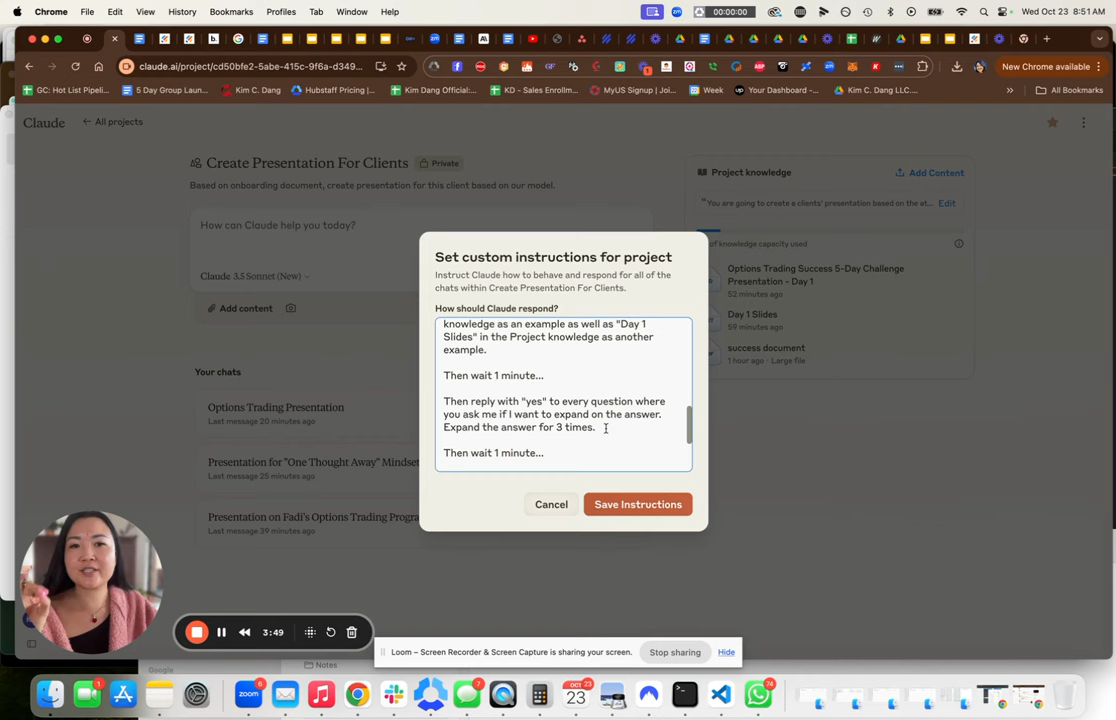 Chrome File Edit View History Bookmarks Profiles Tab Window Help
00:00:00
Wed Oct 23 8:51 AM
claude.ai/project/cd50bfe2-5abe-415c-9f6a-d349...
New Chrome available
GC: Hot List Pipelin... 5 Day Group Laun... Kim C. Dang Hubstaff Pricing |... Kim Dang Official:... KD - Sales Enrollm... MyUS Signup | Joi... Week Your Dashboard -... Kim C. Dang LLC.... » All Bookmarks
Claude
← All projects
Create Presentation For Clients
Private
Based on onboarding document, create presentation for this client based on our model.
How can Claude help you today?
Claude 3.5 Sonnet (New)
Add content
Your chats
Options Trading Presentation
Last message 20 minutes ago
Presentation for "One Thought Away" Mindset
Last message 25 minutes ago
Presentation on Fadi's Options Trading Progra
Last message 39 minutes ago
Project knowledge
Add Content
"You are going to create a clients' presentation based on the at...
Edit
of knowledge capacity used
Options Trading Success 5-Day Challenge
Presentation - Day 1
52 minutes ago
Day 1 Slides
59 minutes ago
success document
1 hour ago • Large file
Set custom instructions for project
Instruct Claude how to behave and respond for all of the
chats within Create Presentation For Clients.
How should Claude respond?
knowledge as an example as well as "Day 1
Slides" in the Project knowledge as another
example.
Then wait 1 minute...
Then reply with "yes" to every question where
you ask me if I want to expand on the answer.
Expand the answer for 3 times.
Then wait 1 minute...
Cancel
Save Instructions
3:49
Loom – Screen Recorder & Screen Capture is sharing your screen.
Stop sharing
Hide
Google
Notes
zoom
OCT
23
1
6
7
74